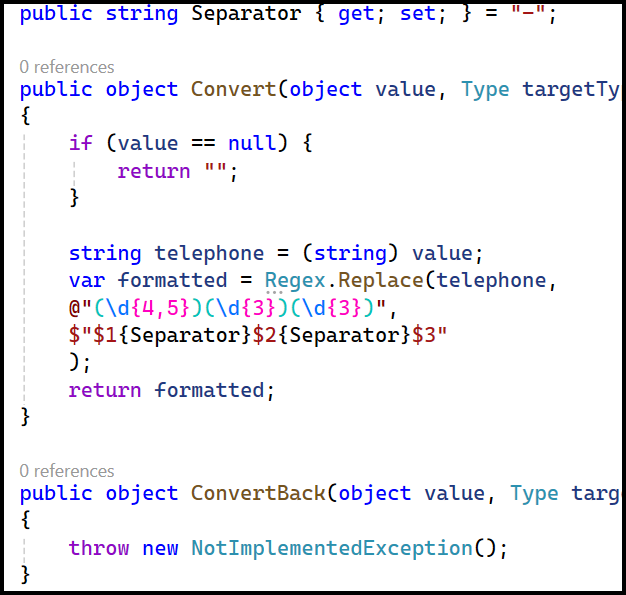 public string Separator { get; set; } = "-";
0 references
public object Convert(object value, Type targetTy
{
if (value == null) {
return "";
}
string telephone = (string) value;
var formatted = Regex.Replace(telephone,
@"(\d{4,5})(\d{3})(\d{3})",
$"$1{Separator}$2{Separator}$3"
);
return formatted;
}
0 references
public object ConvertBack(object value, Type targ
{
throw new NotImplementedException();
}